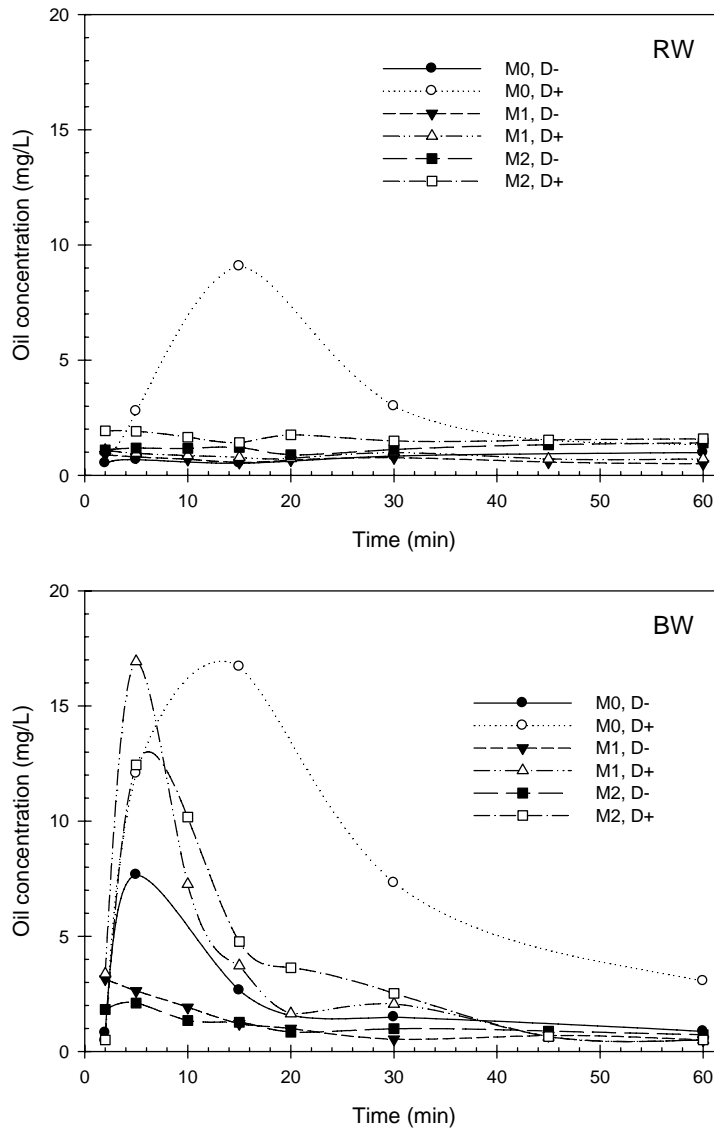 20
RW
M0, D-
M0, D+
M1, D-
15
M1, D+
M2, D-
M2, D+
Oil concentration (mg/L)
10
5
0
0 10 20 30 40 50 60
Time (min)
20
BW
15
M0, D-
M0, D+
M1, D-
M1, D+
M2, D-
M2, D+
Oil concentration (mg/L)
10
5
0
0 10 20 30 40 50 60
Time (min)